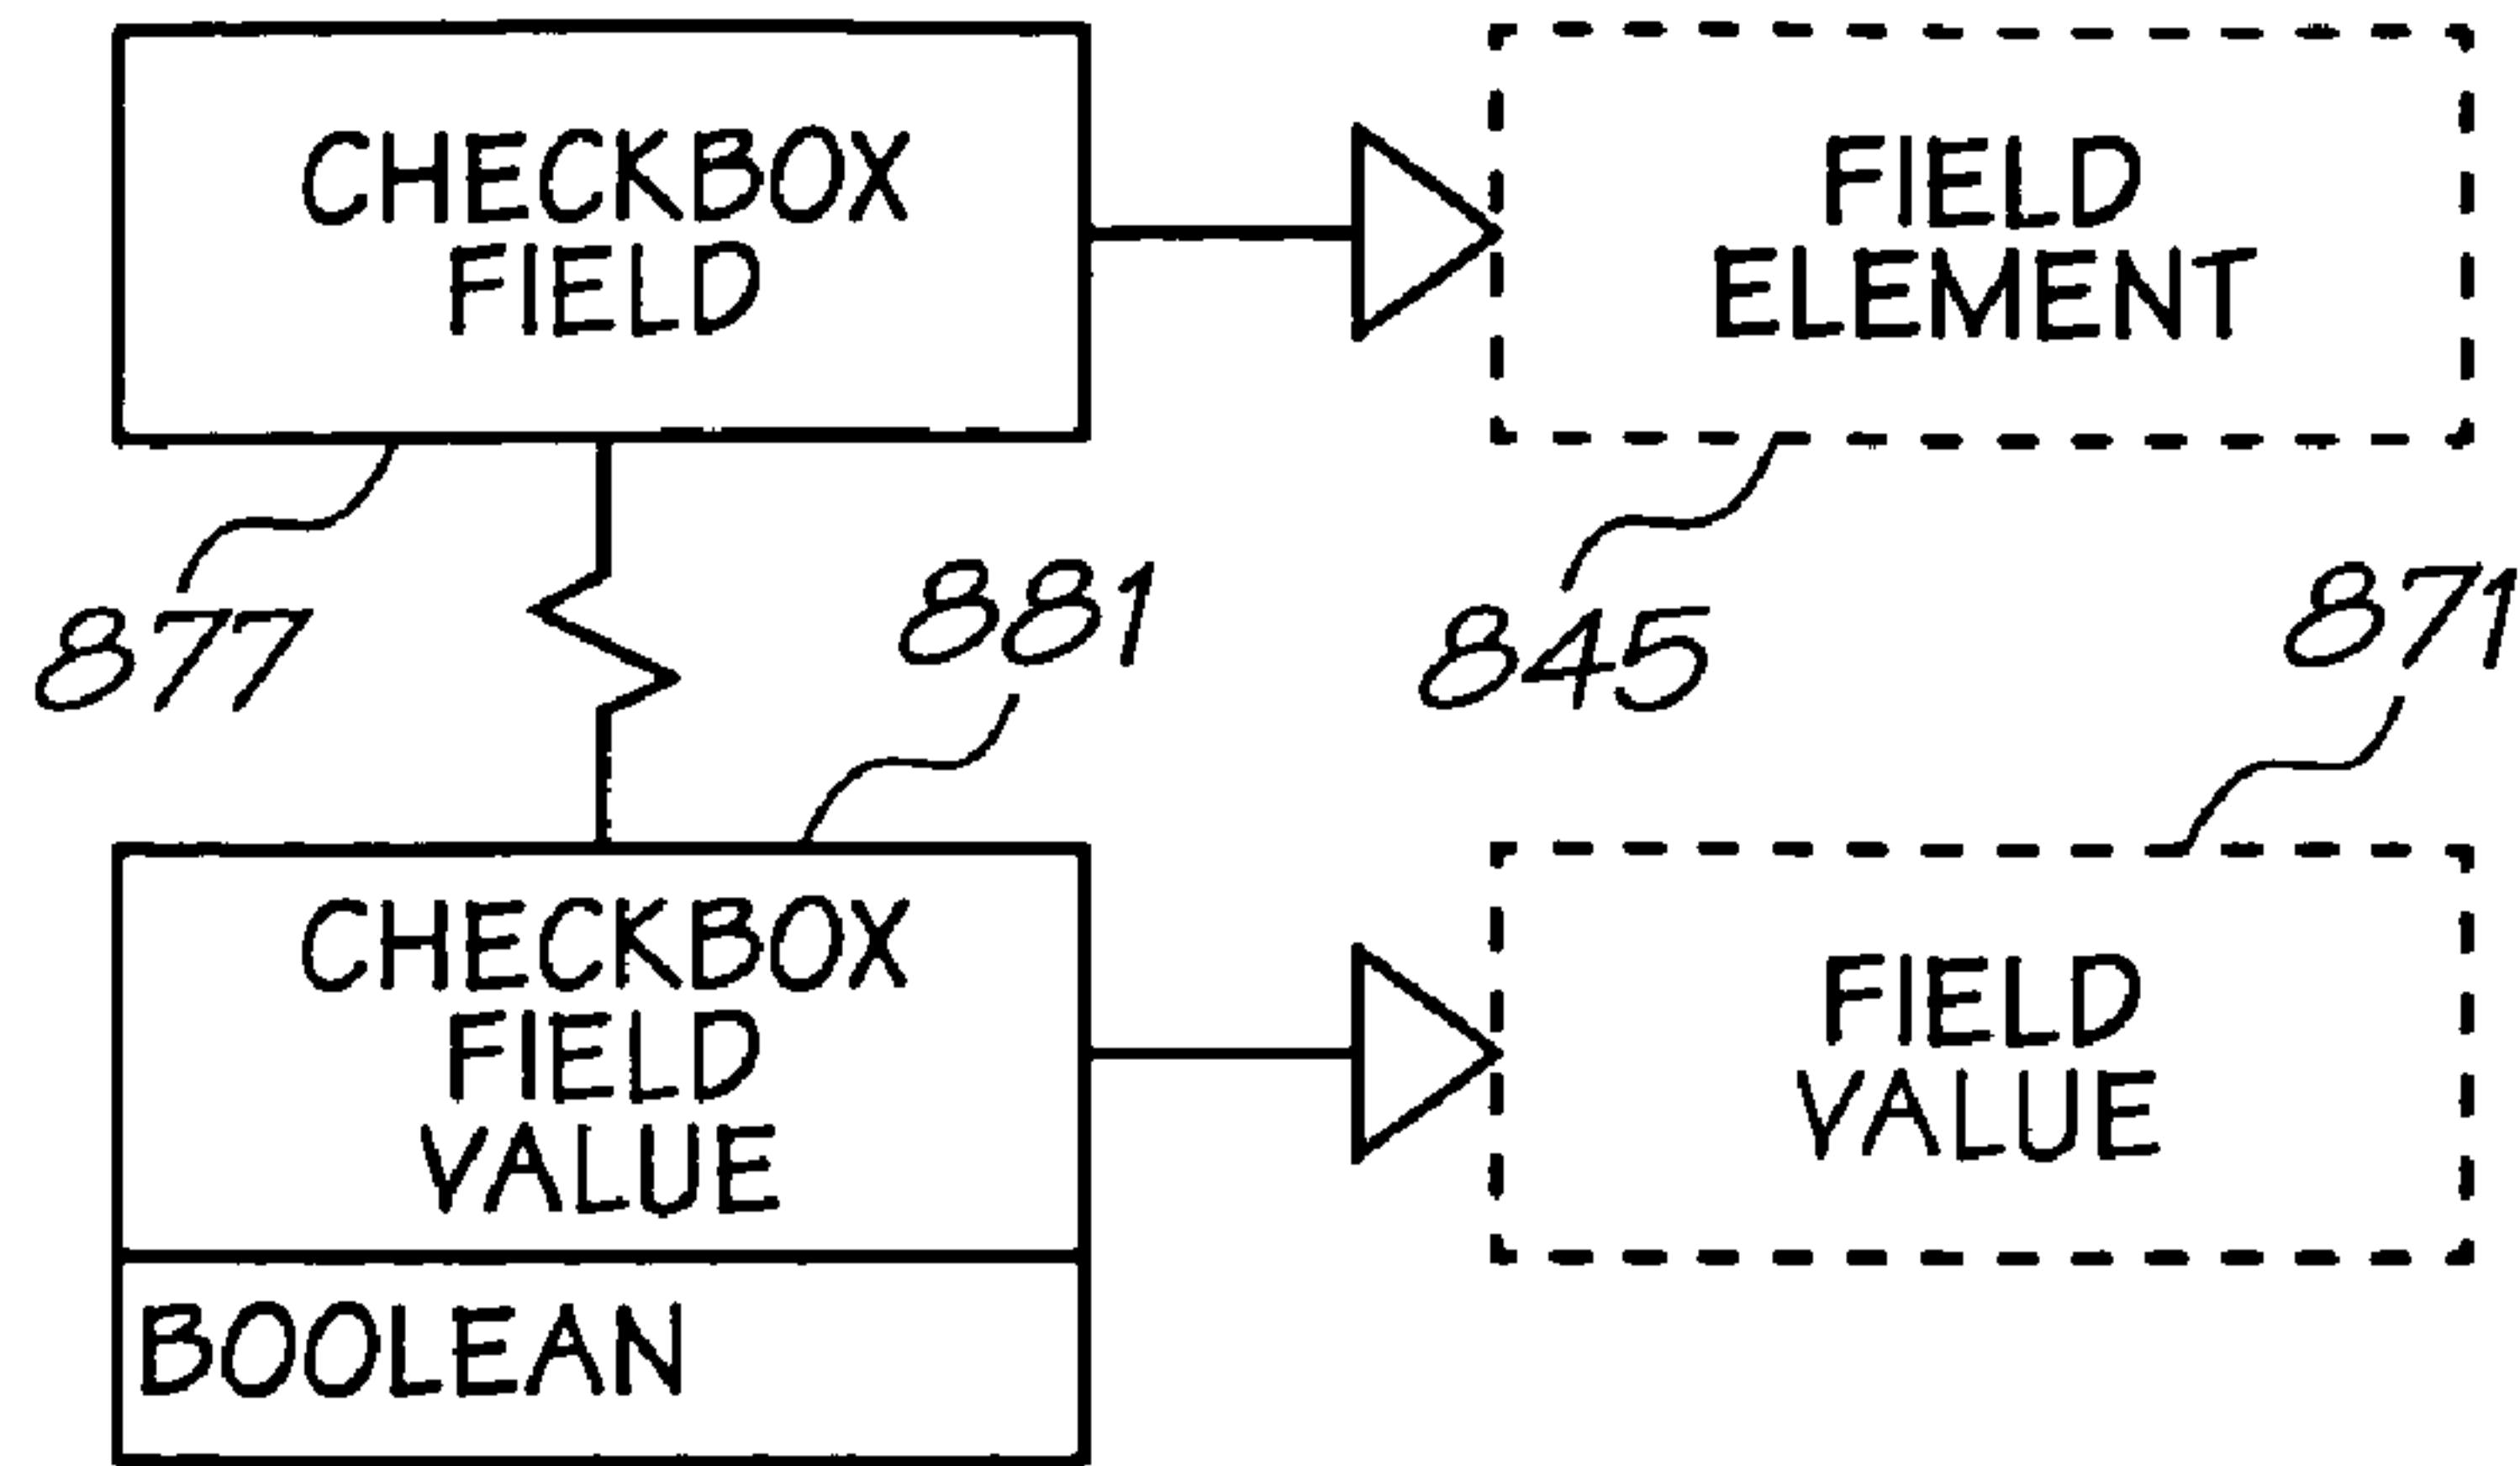 CHECKBOX
FIELD
FIELD
ELEMENT
877
881
845
871
CHECKBOX
FIELD
VALUE
FIELD
VALUE
BOOLEAN